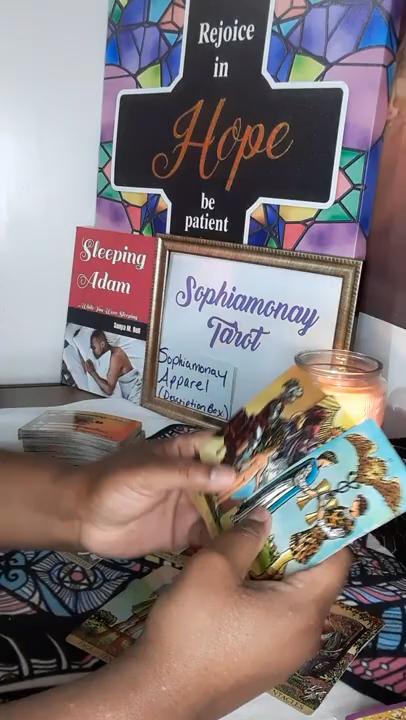 Rejoice
in
Hope
be
patient
Sleeping
Adam
Sophiamonay
Tarot
Sophiamonay
Apparel
(Description Box)